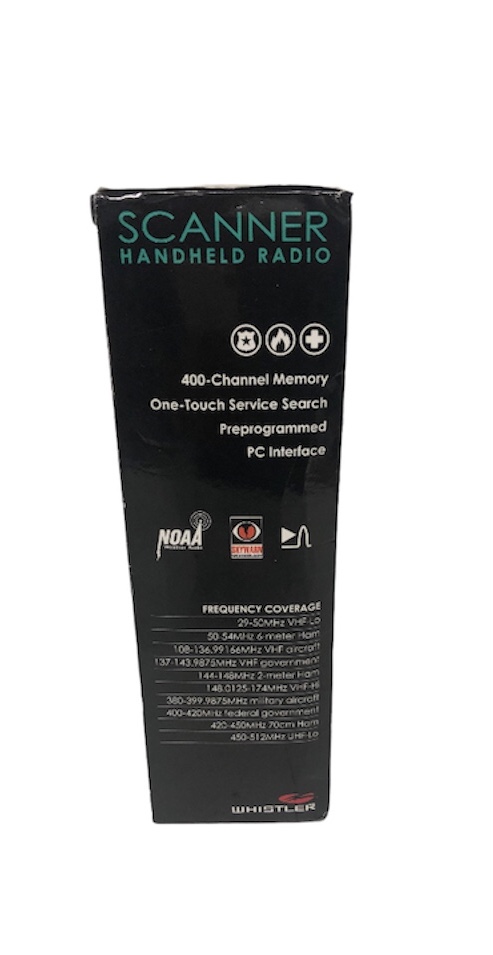 SCANNER
HANDHELD RADIO
400-Channel Memory
One-Touch Service Search
Preprogrammed
PC Interface
NOAA
Weather Radio
SKYWARN
FREQUENCY COVERAGE
29-50MHz VHF-Lo
50-54MHz 6-meter Ham
108-136.99166MHz VHF aircraft
137-143.9875MHz VHF government
144-148MHz 2-meter Ham
148.0125-174MHz VHF-Hi
380-399.9875MHz military aircraft
400-420MHz federal government
420-450MHz 70cm Ham
450-512MHz UHF-Lo
WHISTLER